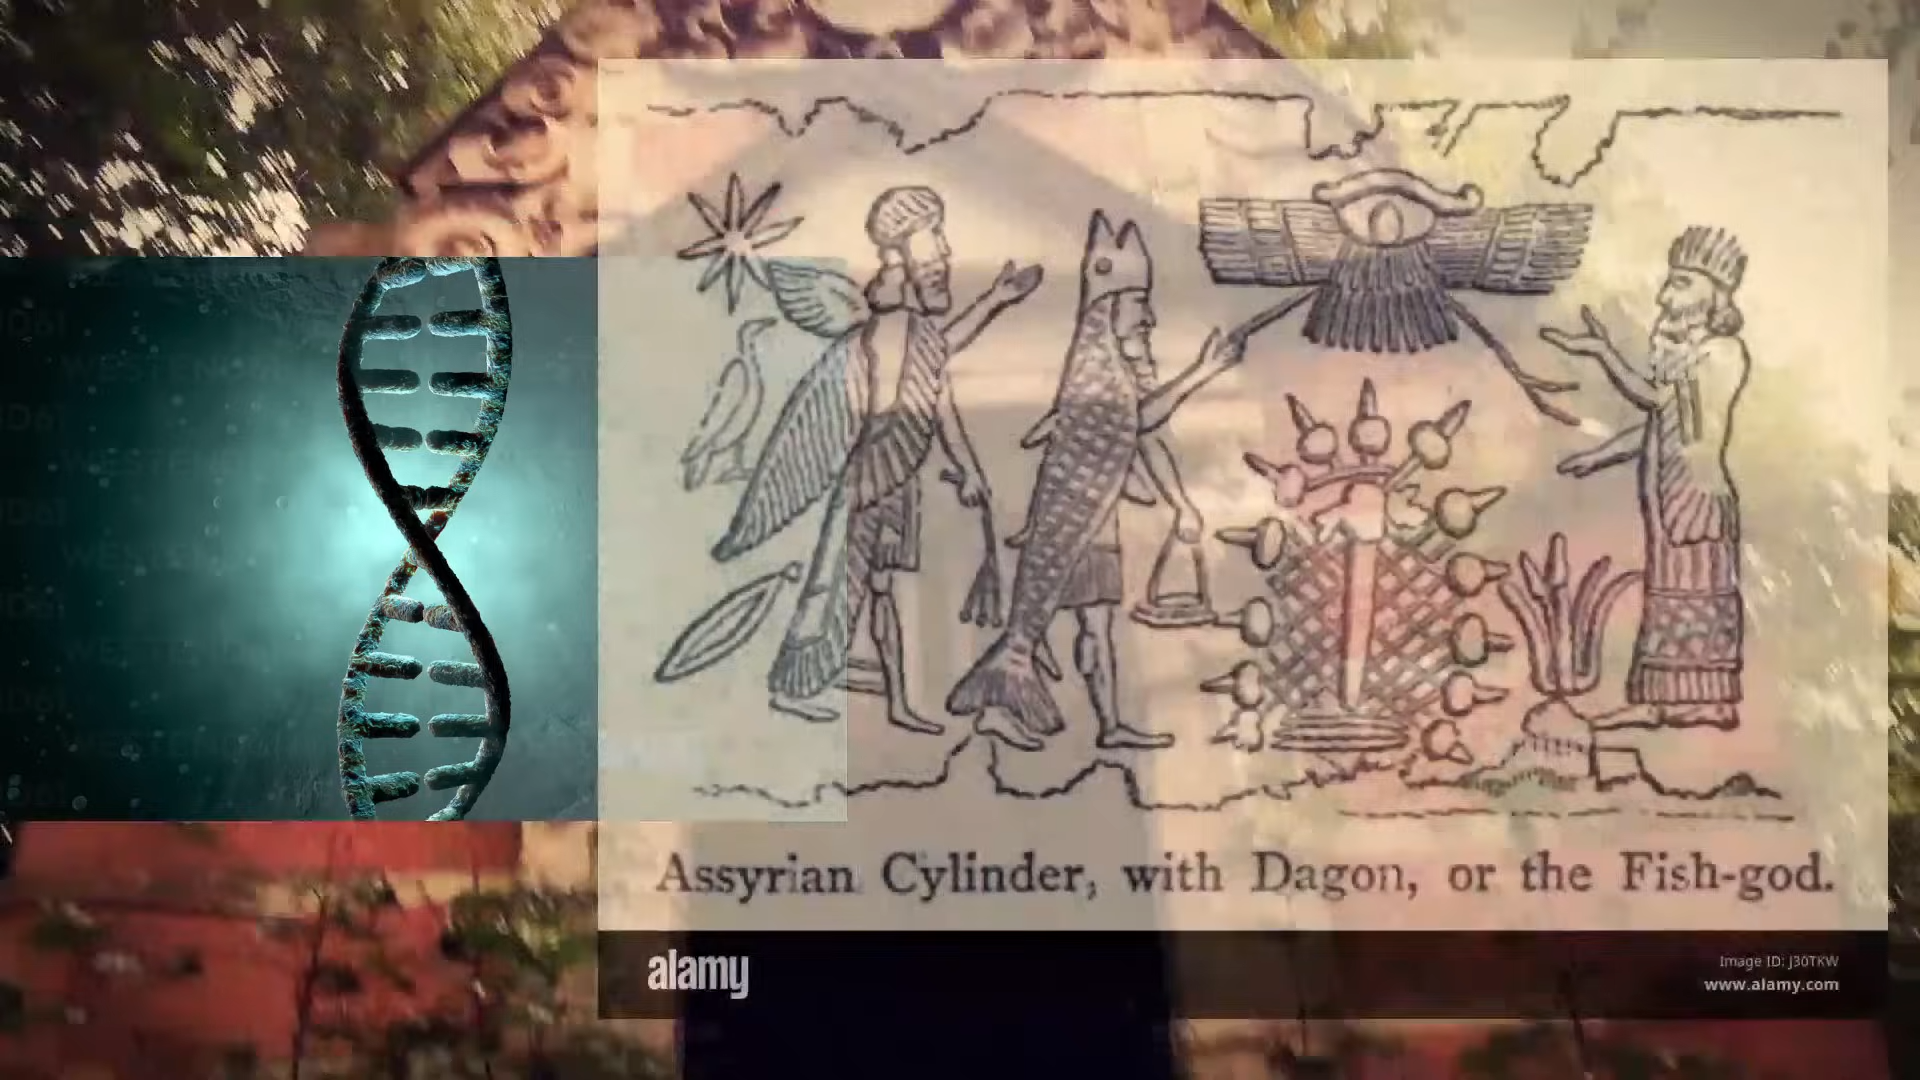 Assyrian Cylinder, with Dagon, or the Fish-god.
alamy
Image ID: J30TKW
www.alamy.com